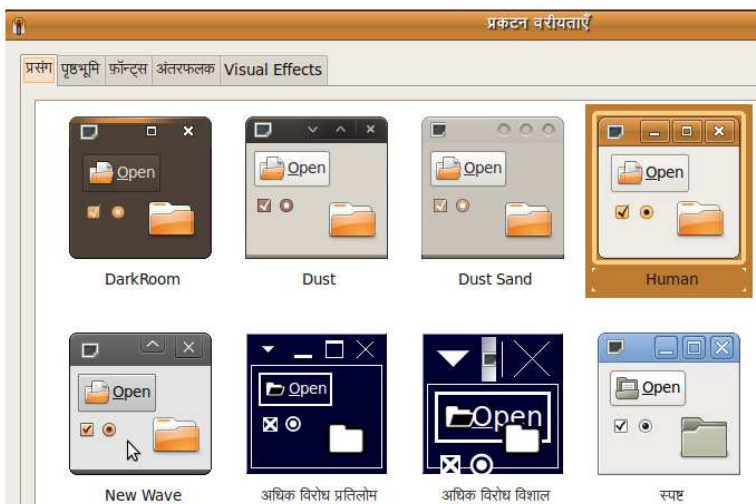 प्रकटन वरीयताएँ
प्रसंग पृष्ठभूमि फ़ॉन्ट्स अंतरफलक Visual Effects
Open Open Open Open
DarkRoom Dust Dust Sand Human
Open Open Open Open
New Wave अधिक विरोध प्रतिलोम अधिक विरोध विशाल स्पष्ट